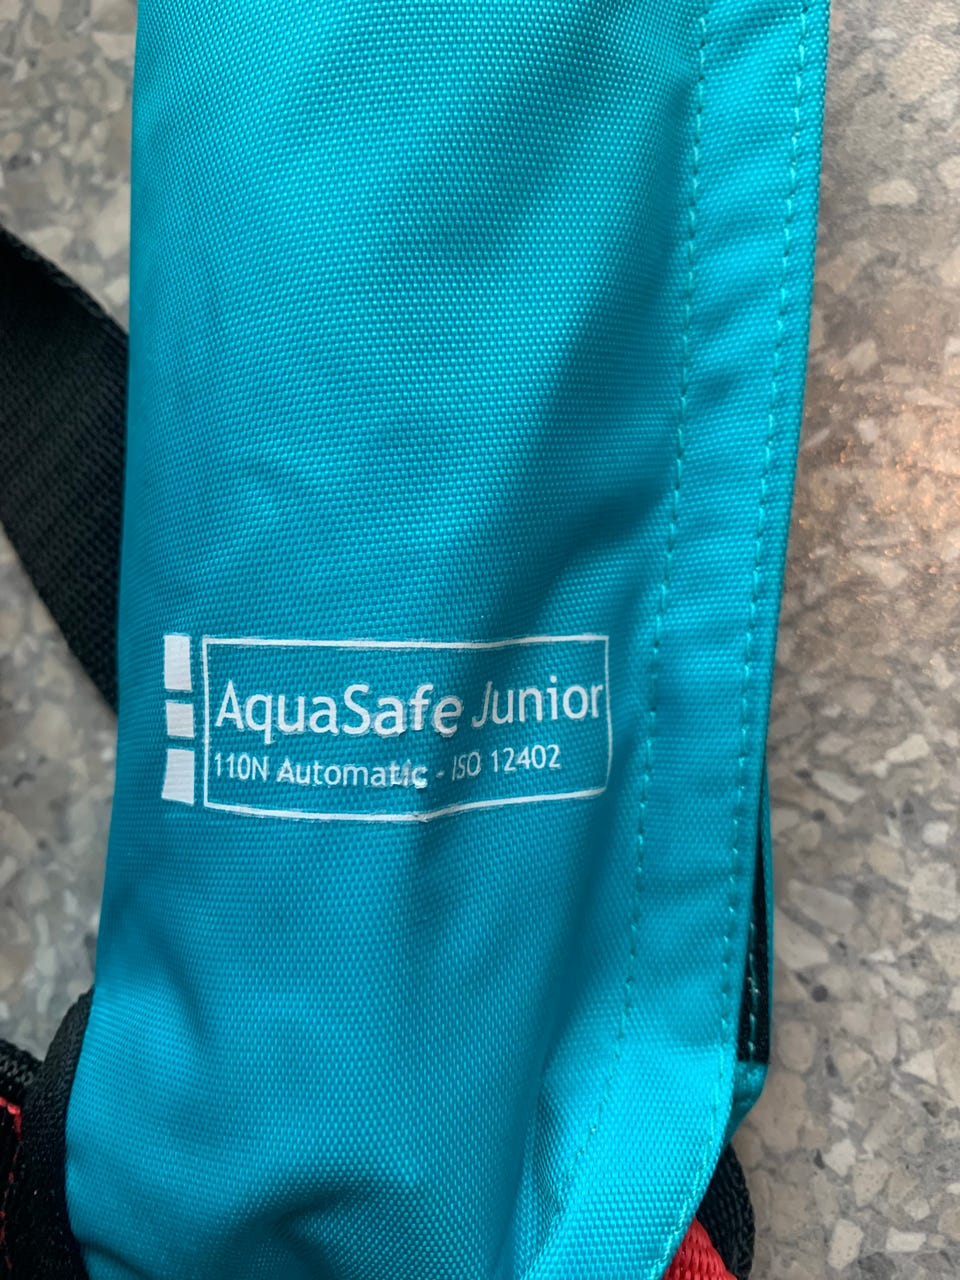 AquaSafe Junior
110N Automatic - ISO 12402